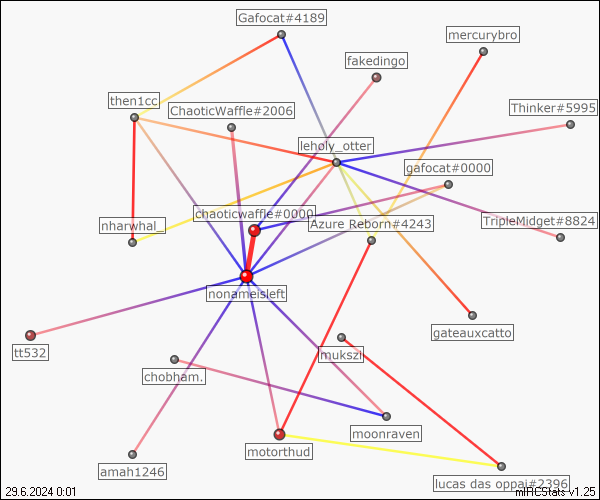 Gafocat#4189
mercurybro
fakedingo
then1cc
ChaoticWaffle#2006
Thinker#5995
leholy_otter
gafocat#0000
chaoticwaffle#0000
nharwhal_
Azure_Reborn#4243
TripleMidget#8824
nonameisleft
gateauxcatto
tt532
mukszi
chobham.
moonraven
motorthud
amah1246
lucas das oppai#2396
29.6.2024 0:01
mIRCStats v1.25